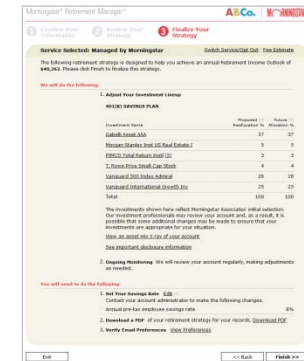 Morningstar® Retirement Manager℠
ABCo.
MORNINGSTAR
1 Confirm Your Information
2 Review Your Strategy
3 Finalize Your Strategy
Service Selected: Managed by Morningstar
Switch Service/Opt Out Fee Estimate
The following retirement strategy is designed to help you achieve an annual Retirement Income Outlook of
$40,362. Please click Finish to finalize this strategy.
We will do the following:
1. Adjust Your Investment Lineup
401(K) SAVINGS PLAN
Investment Name
Proposed Reallocation %
Future Allocation %
Gabelli Asset AAA 37 37
Morgan Stanley Inst US Real Estate I 5 5
PIMCO Total Return Instl 3 3
T. Rowe Price Small-Cap Stock 4 4
Vanguard 500 Index Admiral 26 26
Vanguard International Growth Inv 25 25
Total 100 100
The investments shown here reflect Morningstar Associates' initial selection.
Our investment professionals may review your account and, as a result, it is
possible that some additional changes may be made to ensure that your
investments are appropriate for your situation.
View an asset mix X-ray of your account
See important disclosure information
2. Ongoing Monitoring We will review your account regularly, making adjustments
as needed.
You will need to do the following:
1. Set Your Savings Rate Edit
Contact your account administrator to make the following changes.
Annual pre-tax employee savings rate 8%
2. Download a PDF of your retirement strategy for your records. Download PDF
3. Verify Email Preferences View Preferences
Exit
<< Back
Finish >>